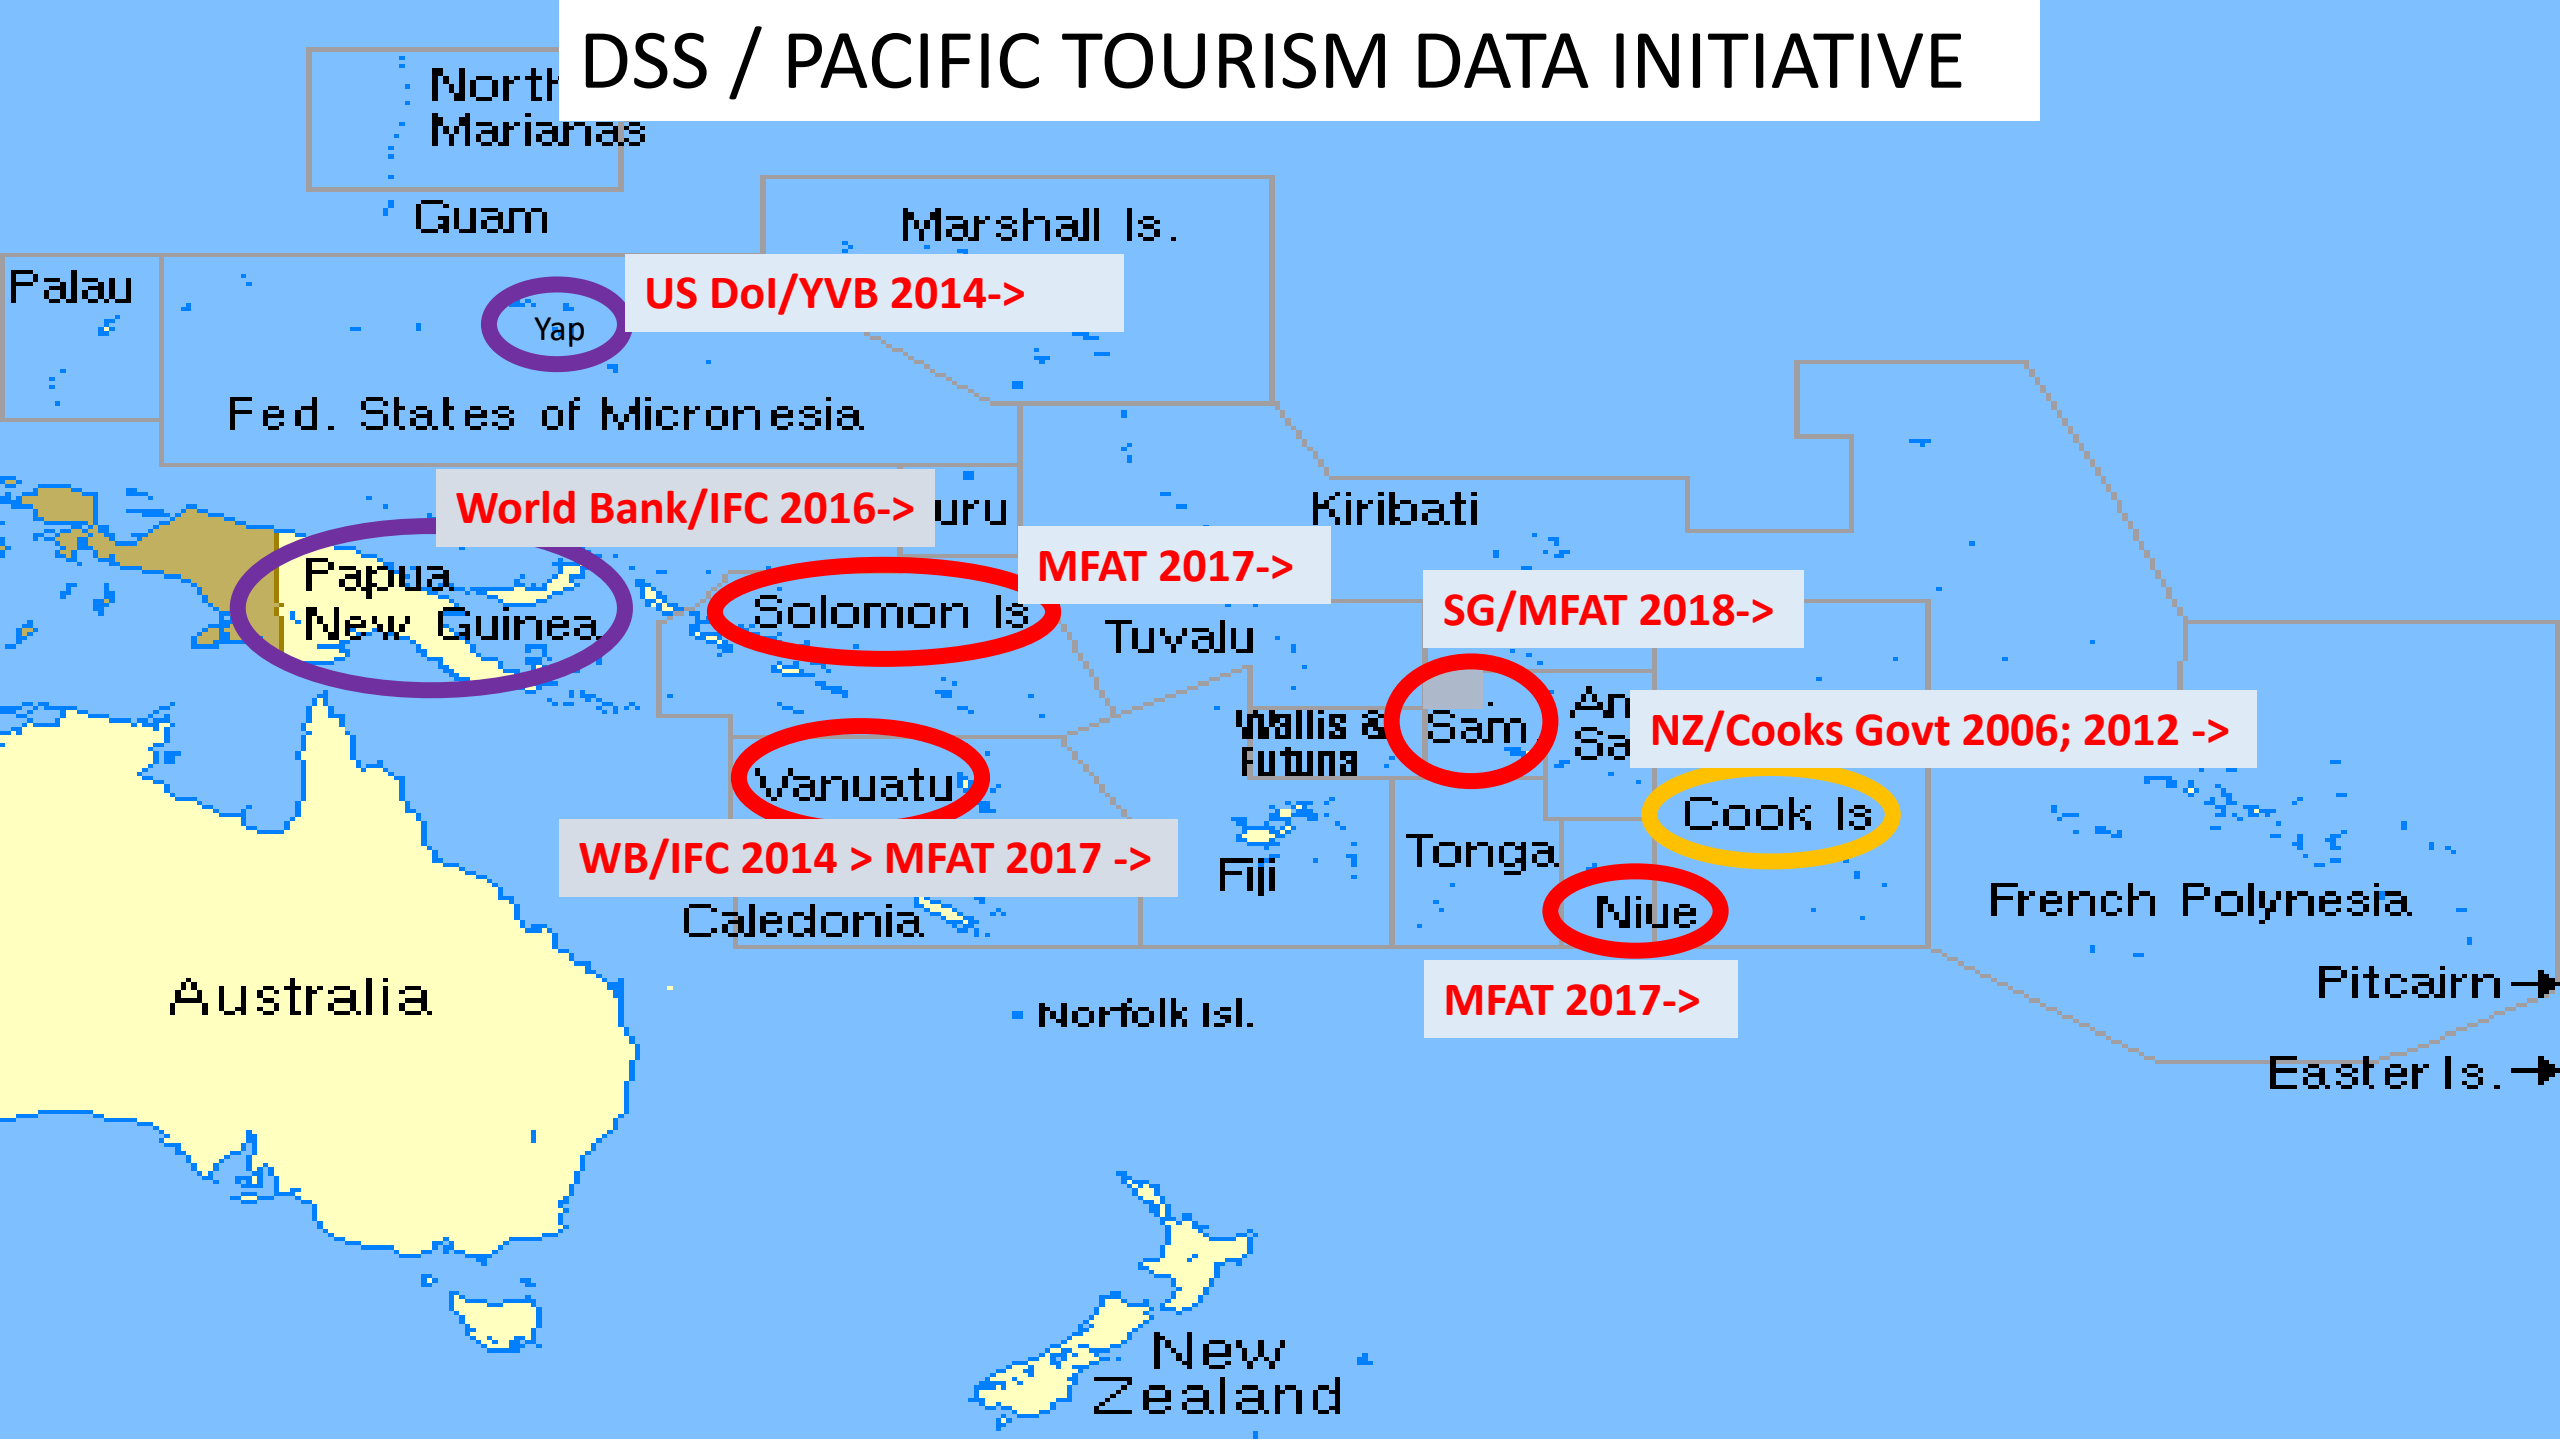 DSS / PACIFIC TOURISM DATA INITIATIVE
North
Marianas
Guam
Marshall Is.
Palau
US DoI/YVB 2014->
Yap
Fed. States of Micronesia
World Bank/IFC 2016->
uru
Kiribati
MFAT 2017->
Papua
New Guinea
Solomon Is
SG/MFAT 2018->
Tuvalu
Wallis &
Futuna
Sam
Am
Sa
NZ/Cooks Govt 2006; 2012 ->
Vanuatu
Cook Is
WB/IFC 2014 > MFAT 2017 ->
Tonga
Fiji
Niue
French Polynesia
Caledonia
MFAT 2017->
Pitcairn
Australia
Norfolk Isl.
Easter Is.
New
Zealand